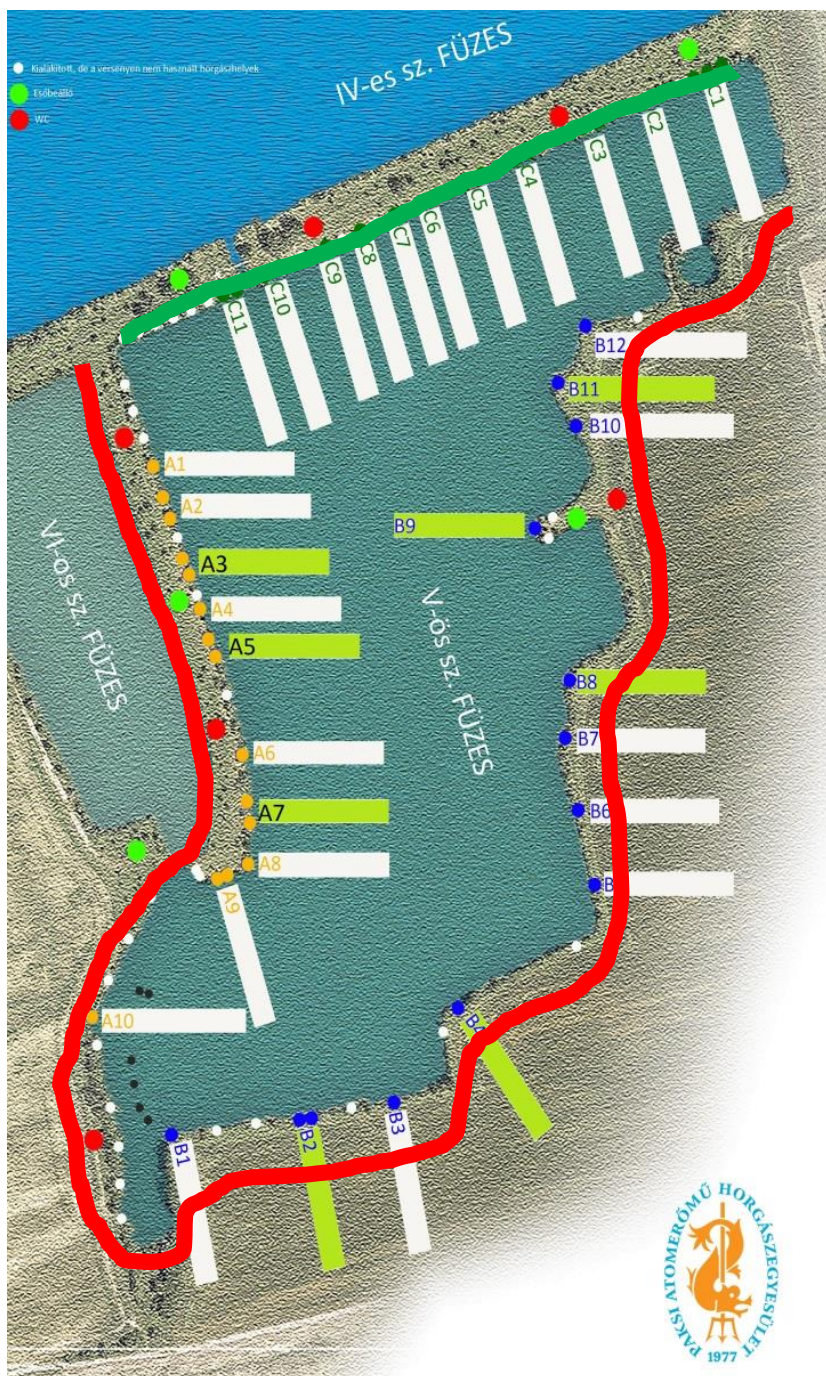 IV-es sz. FÜZES
Kialakított, de a versenyen nem használt horgászhelyek
Esőbeálló
WC
C1
C2
C3
C4
C5
C6
C7
C8
C9
C10
C11
B12
B11
B10
B9
A1
A2
A3
A4
A5
VI-os sz. FÜZES
V-ös sz. FÜZES
B8
B7
B6
A6
A7
A8
A9
A10
B3
B2
B1
PAKSI ATOMERŐMŰ HORGÁSZEGYESÜLET
1977